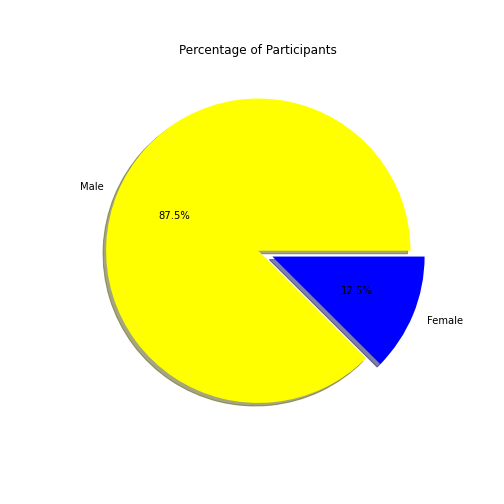 Percentage of Participants
Male
87.5%
12.5%
Female